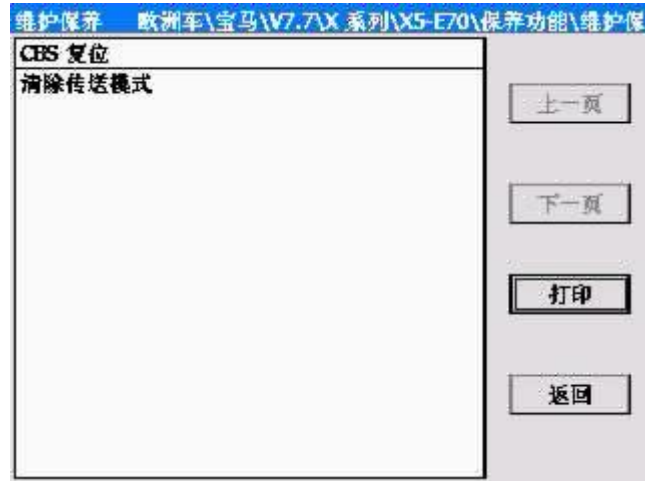 维护保养 欧洲车\宝马\V7.7\X 系列\X5-E70\保养功能\维护保
CBS 复位
清除传送模式
上一页
下一页
打印
返回